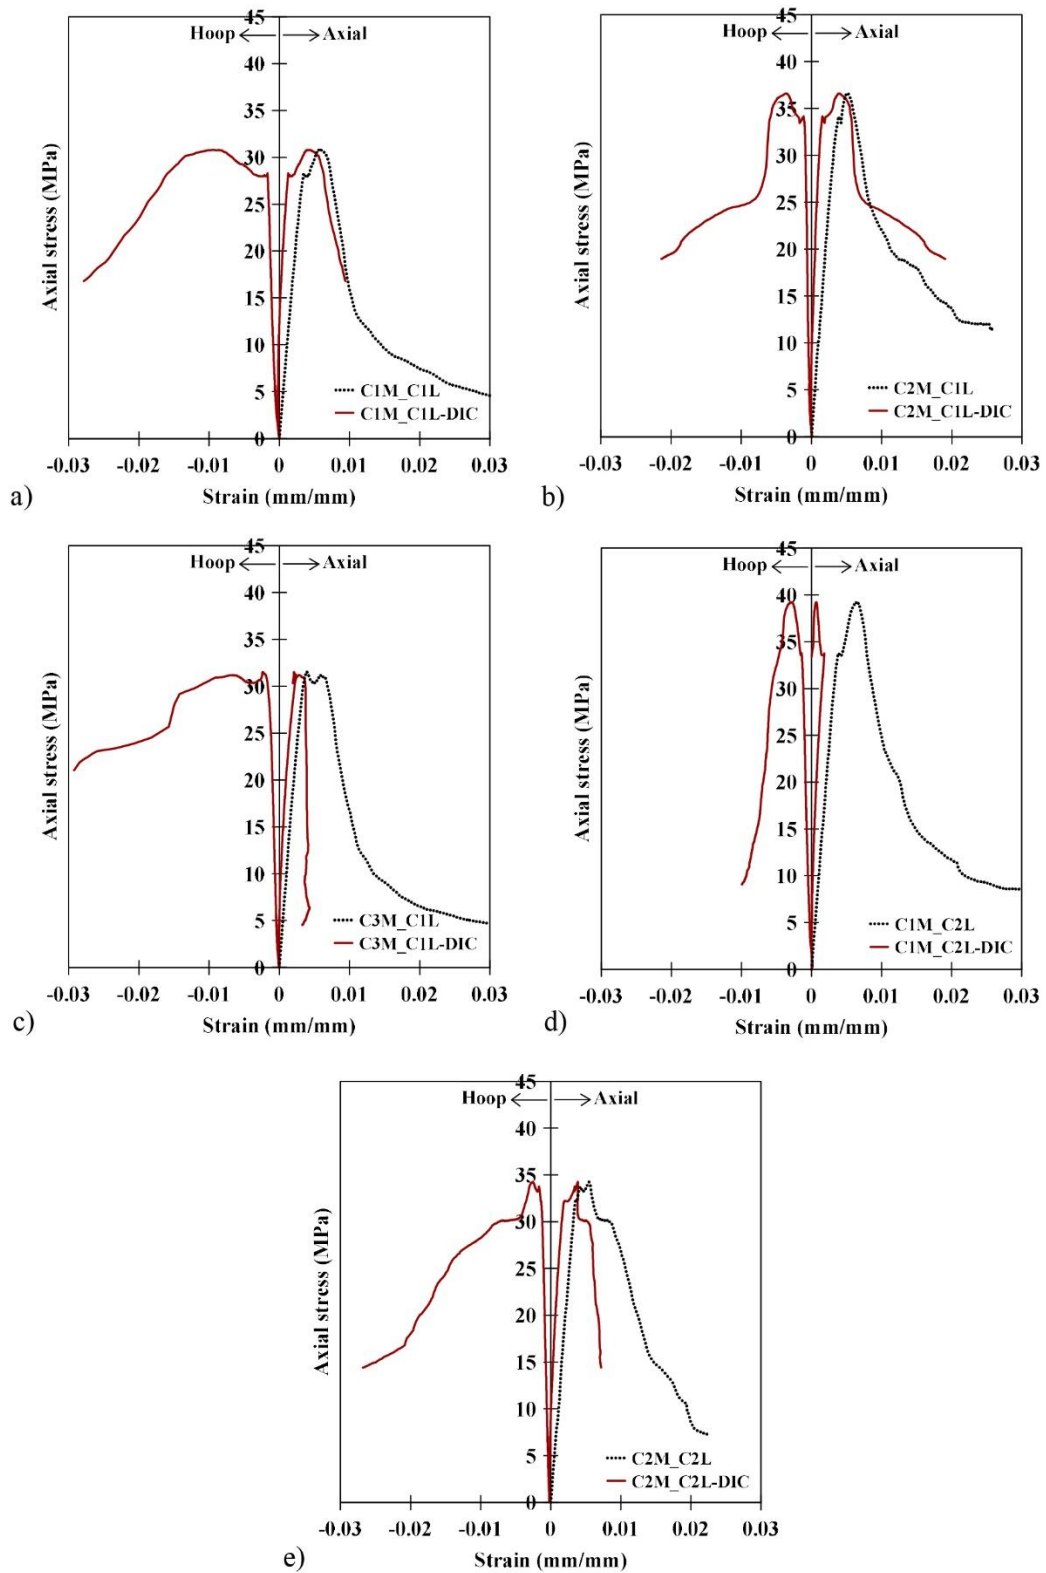 Hoop Axial
45
40
35
30
25
20
15
10
5
0
Axial stress (MPa)
C1M_C1L
C1M_C1L-DIC
-0.03 -0.02 -0.01 0 0.01 0.02 0.03
Strain (mm/mm)
a)
Hoop Axial
45
40
35
30
25
20
15
10
5
0
Axial stress (MPa)
C2M_C1L
C2M_C1L-DIC
-0.03 -0.02 -0.01 0 0.01 0.02 0.03
Strain (mm/mm)
b)
Hoop Axial
45
40
35
30
25
20
15
10
5
0
Axial stress (MPa)
C3M_C1L
C3M_C1L-DIC
-0.03 -0.02 -0.01 0 0.01 0.02 0.03
Strain (mm/mm)
c)
Hoop Axial
45
40
35
30
25
20
15
10
5
0
Axial stress (MPa)
C1M_C2L
C1M_C2L-DIC
-0.03 -0.02 -0.01 0 0.01 0.02 0.03
Strain (mm/mm)
d)
Hoop Axial
45
40
35
30
25
20
15
10
5
0
Axial stress (MPa)
C2M_C2L
C2M_C2L-DIC
-0.03 -0.02 -0.01 0 0.01 0.02 0.03
Strain (mm/mm)
e)